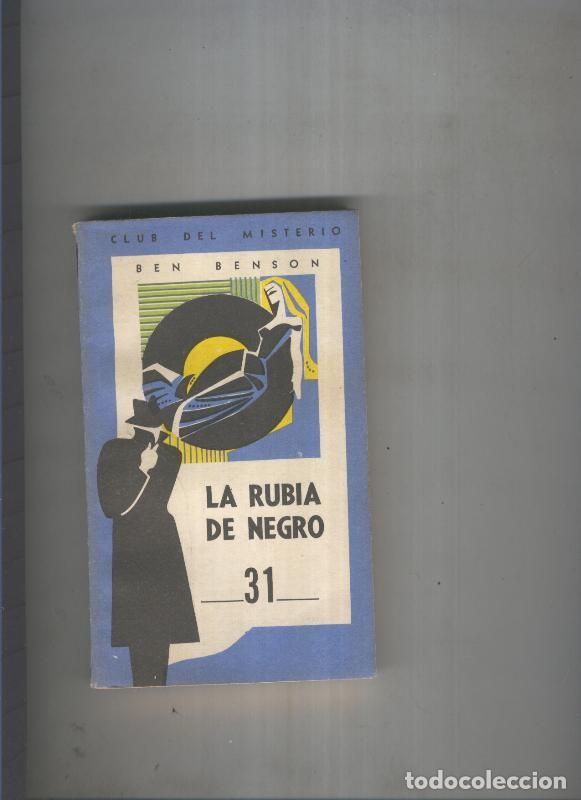 CLUB DEL MISTERIO
BEN BENSON
LA RUBIA
DE NEGRO
31
todocoleccion